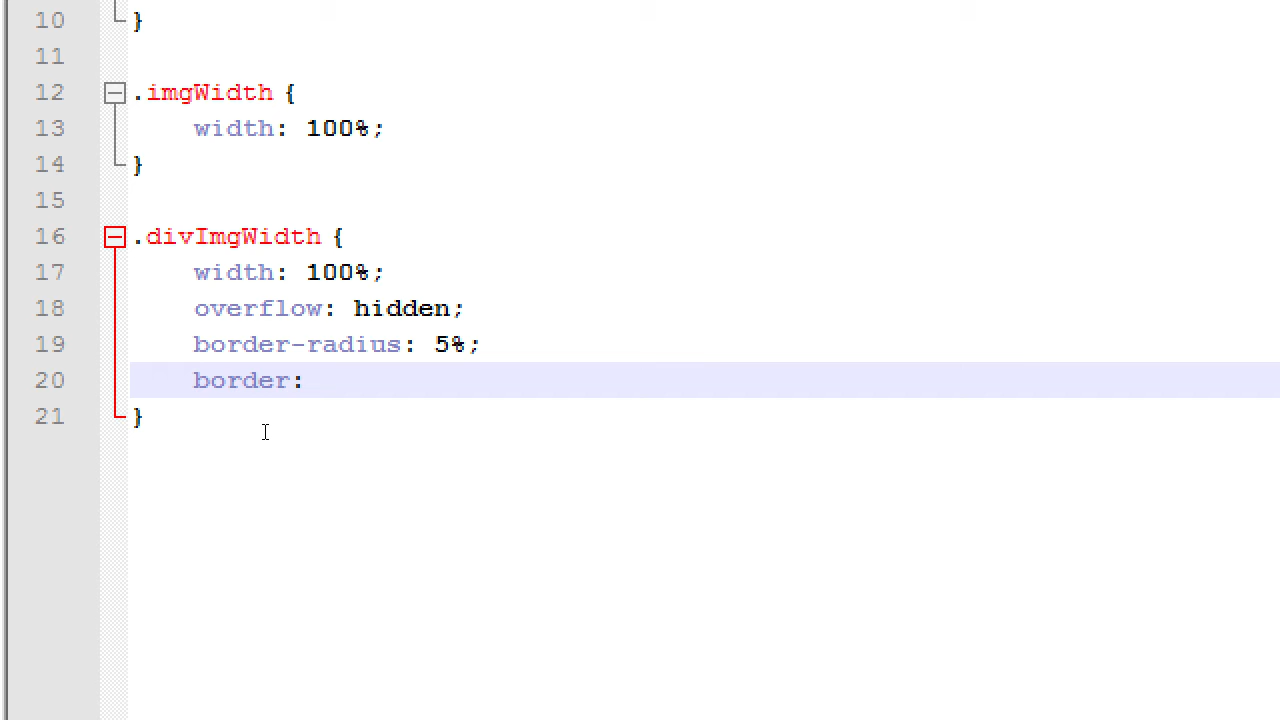 10 }
11
12 .imgWidth {
13 width: 100%;
14 }
15
16 .divImgWidth {
17 width: 100%;
18 overflow: hidden;
19 border-radius: 5%;
20 border:
21 }